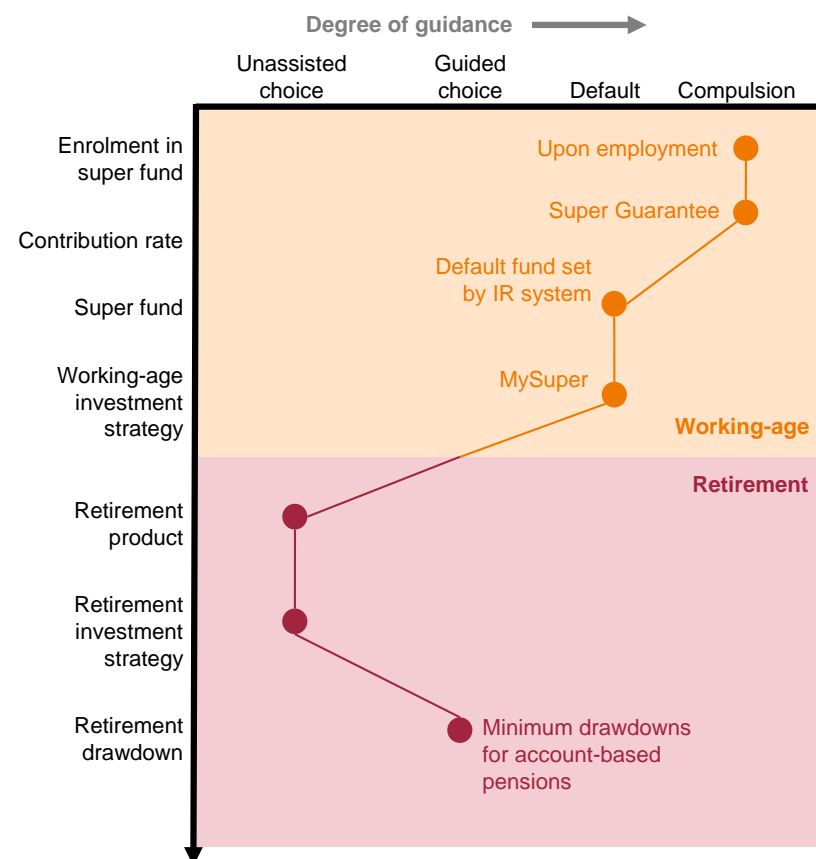 Degree of guidance
Unassisted
choice
Guided
choice
Default
Compulsion
Enrolment in
super fund
Upon employment
Super Guarantee
Contribution rate
Default fund set
by IR system
Super fund
Working-age
investment
strategy
MySuper
Working-age
Retirement
Retirement
product
Retirement
investment
strategy
Retirement
drawdown
Minimum drawdowns
for account-based
pensions